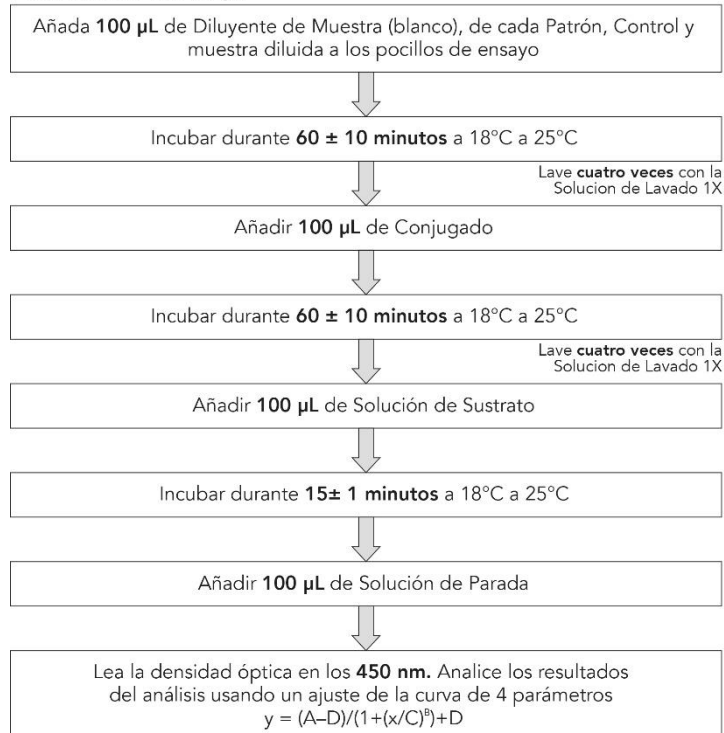 Añada 100 µL de Diluyente de Muestra (blanco), de cada Patrón, Control y
muestra diluida a los pocillos de ensayo
Incubar durante 60 ± 10 minutos a 18°C a 25°C
Lave cuatro veces con la
Solucion de Lavado 1X
Añadir 100 µL de Conjugado
Incubar durante 60 ± 10 minutos a 18°C a 25°C
Lave cuatro veces con la
Solucion de Lavado 1X
Añadir 100 µL de Solución de Sustrato
Incubar durante 15± 1 minutos a 18°C a 25°C
Añadir 100 µL de Solución de Parada
Lea la densidad óptica en los 450 nm. Analice los resultados
del análisis usando un ajuste de la curva de 4 parámetros
y = (A–D)/(1+(x/C)ᴮ)+D